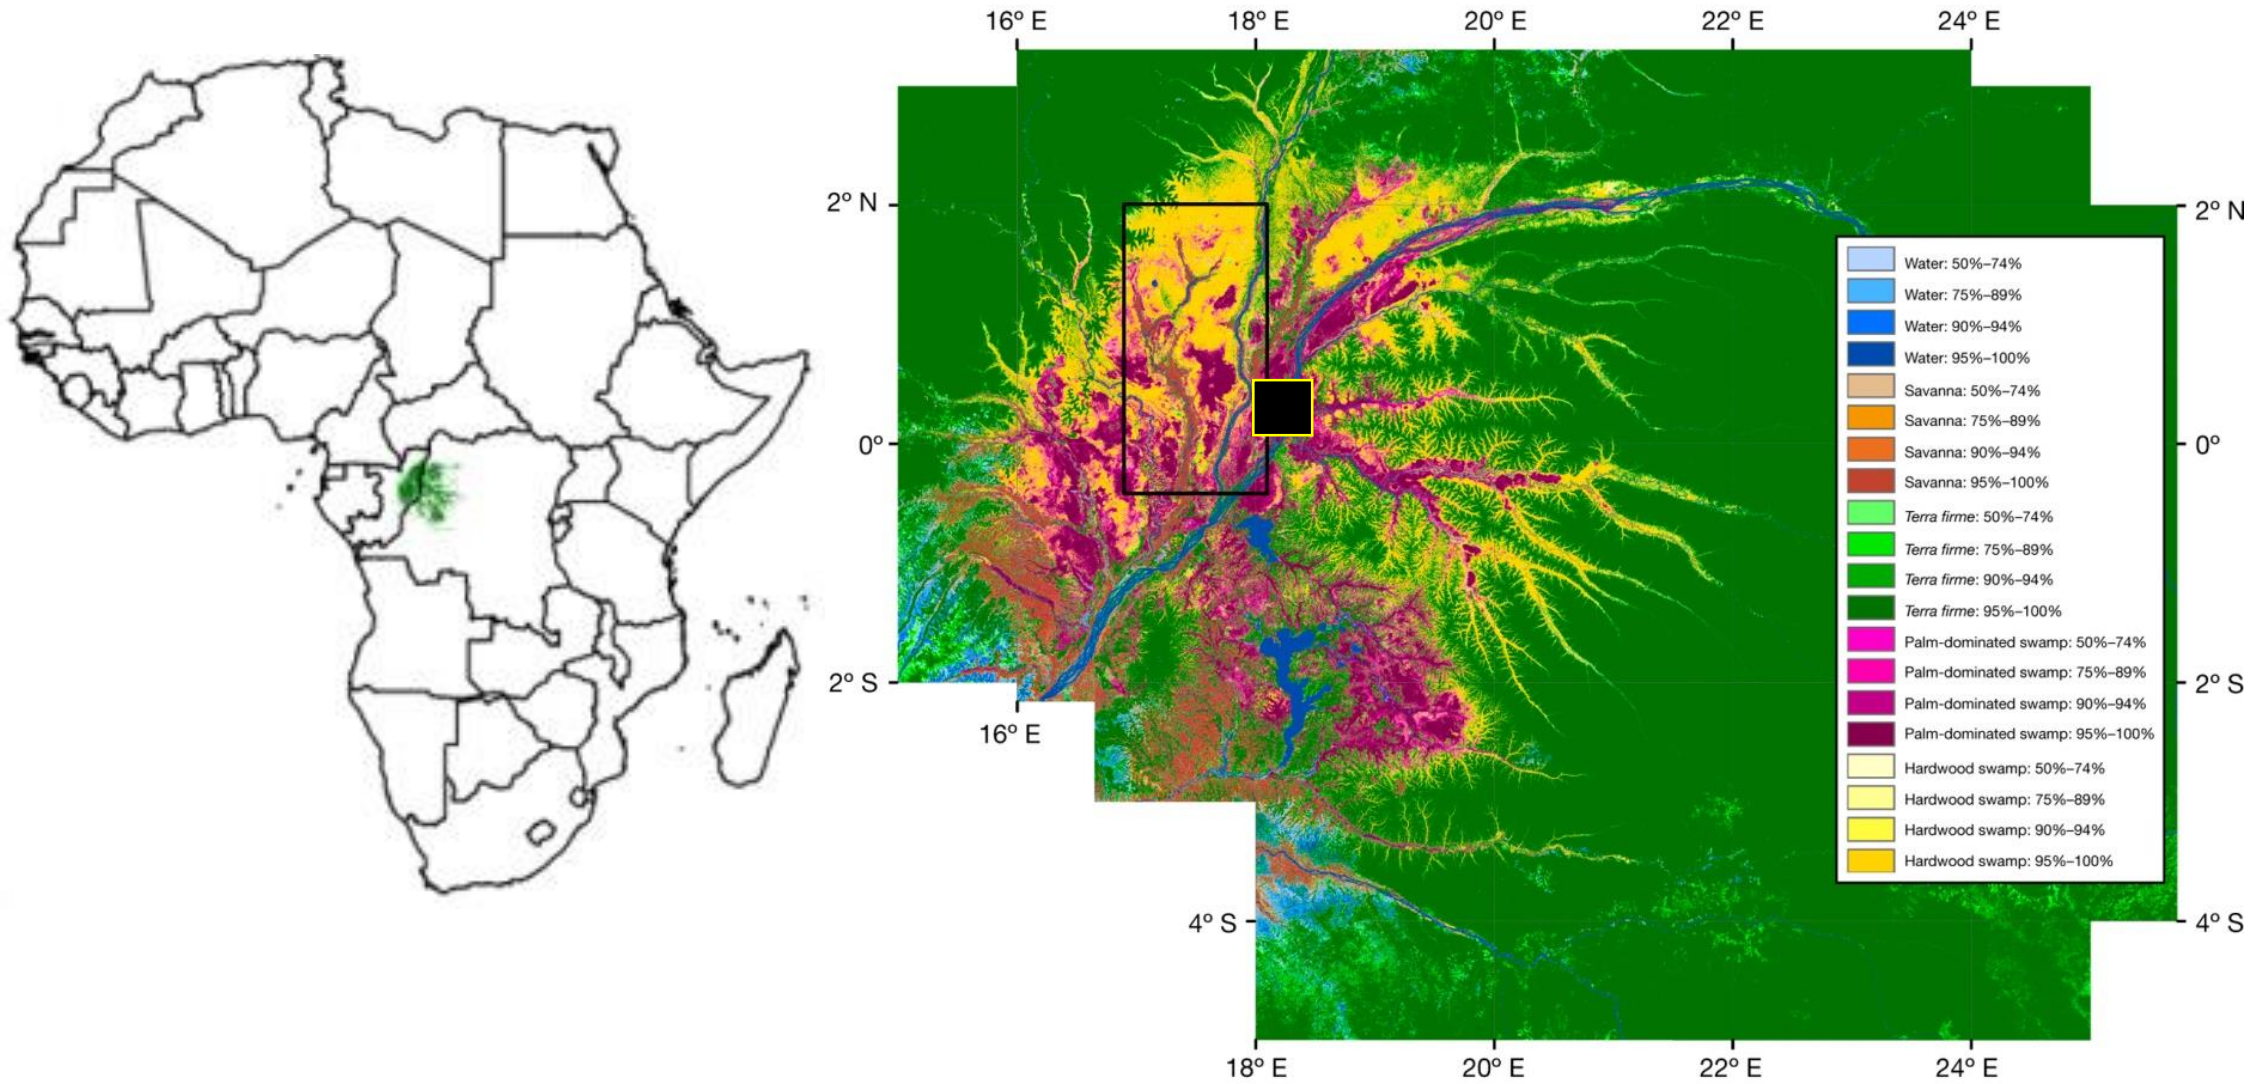 16° E 18° E 20° E 22° E 24° E
2° N 2° N
Water: 50%–74%
Water: 75%–89%
Water: 90%–94%
Water: 95%–100%
Savanna: 50%–74%
Savanna: 75%–89%
0° 0°
Savanna: 90%–94%
Savanna: 95%–100%
Terra firme: 50%–74%
Terra firme: 75%–89%
Terra firme: 90%–94%
Terra firme: 95%–100%
Palm-dominated swamp: 50%–74%
Palm-dominated swamp: 75%–89%
2° S 2° S
Palm-dominated swamp: 90%–94%
16° E
Palm-dominated swamp: 95%–100%
Hardwood swamp: 50%–74%
Hardwood swamp: 75%–89%
Hardwood swamp: 90%–94%
Hardwood swamp: 95%–100%
4° S 4° S
18° E 20° E 22° E 24° E